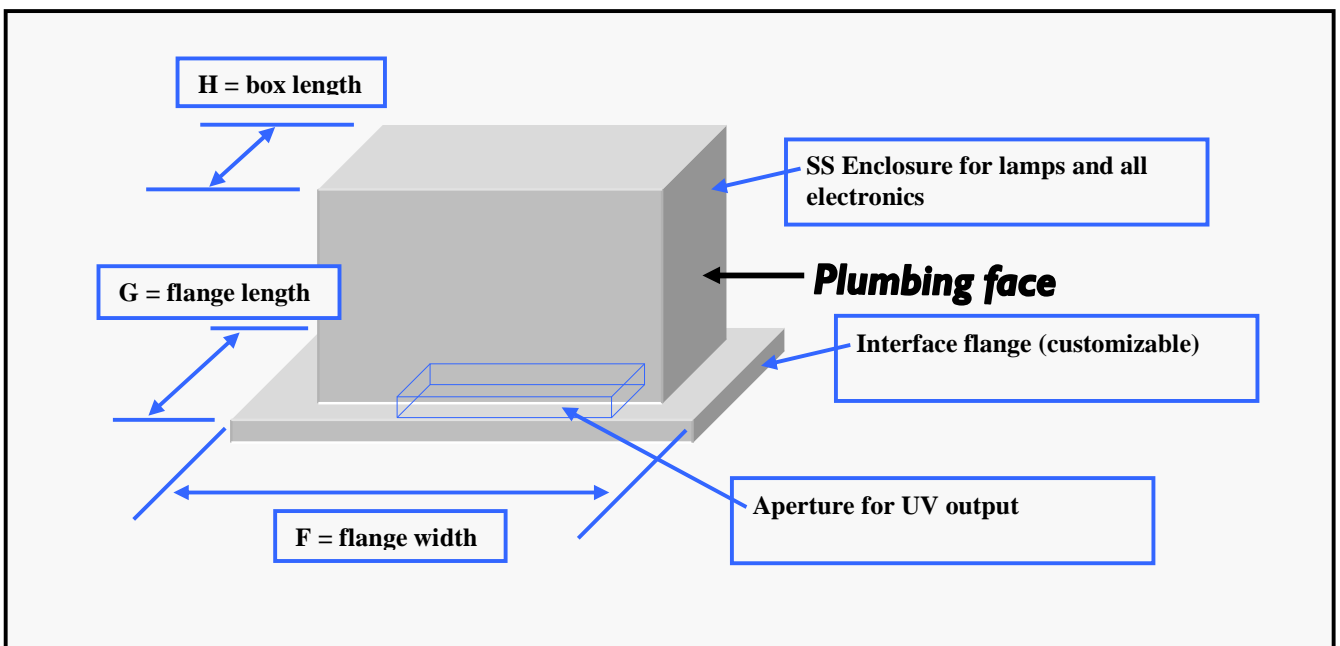 H = box length
SS Enclosure for lamps and all
electronics
Plumbing face
G = flange length
Interface flange (customizable)
Aperture for UV output
F = flange width